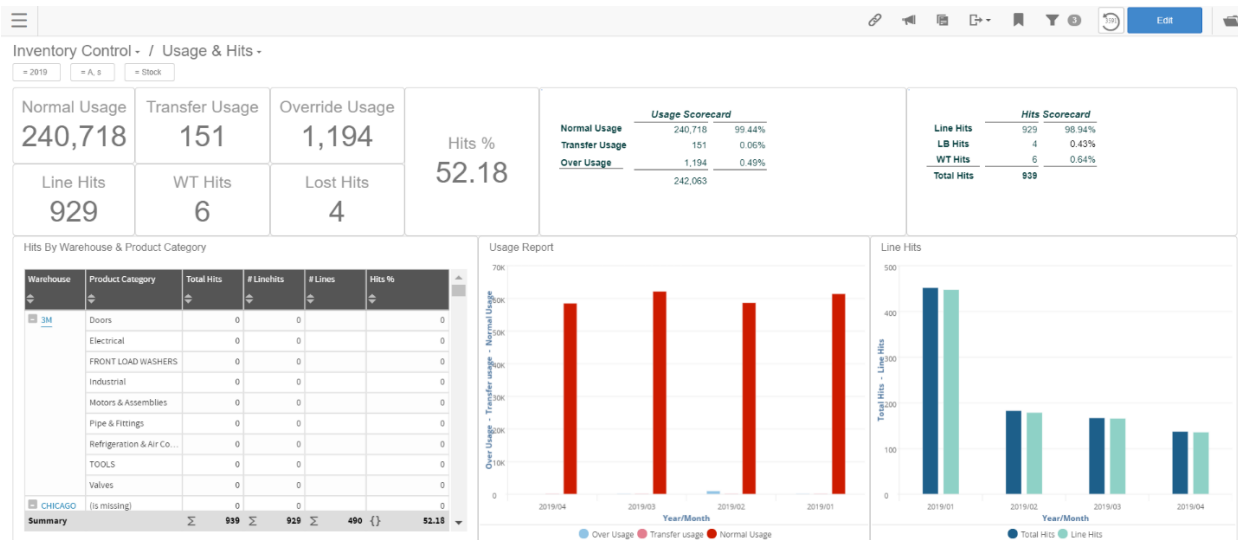 3
Edit
Inventory Control / Usage & Hits
= 2019 = A, s = Stock
Normal Usage
240,718
Transfer Usage
151
Override Usage
1,194
Line Hits
929
WT Hits
6
Lost Hits
4
Hits %
52.18
Usage Scorecard
Normal Usage 240,718 99.44%
Transfer Usage 151 0.06%
Over Usage 1,194 0.49%
242,063
Hits Scorecard
Line Hits 929 98.94%
LB Hits 4 0.43%
WT Hits 6 0.64%
Total Hits 939
Hits By Warehouse & Product Category
Warehouse Product Category Total Hits # Linehits # Lines Hits %
3M Doors 0 0 0
Electrical 0 0 0
FRONT LOAD WASHERS 0 0 0
Industrial 0 0 0
Motors & Assemblies 0 0 0
Pipe & Fittings 0 0 0
Refrigeration & Air Co... 0 0 0
TOOLS 0 0 0
Valves 0 0 0
CHICAGO (is missing) 0 0 0
Summary Σ 939 Σ 929 Σ 490 {} 52.18
Usage Report
Over Usage - Transfer usage - Normal Usage
70K
60K
50K
40K
30K
20K
10K
0
2019/04 2019/03 2019/02 2019/01
Year/Month
Over Usage Transfer usage Normal Usage
Line Hits
Total Hits - Line Hits
500
400
300
200
100
0
2019/01 2019/02 2019/03 2019/04
Year/Month
Total Hits Line Hits